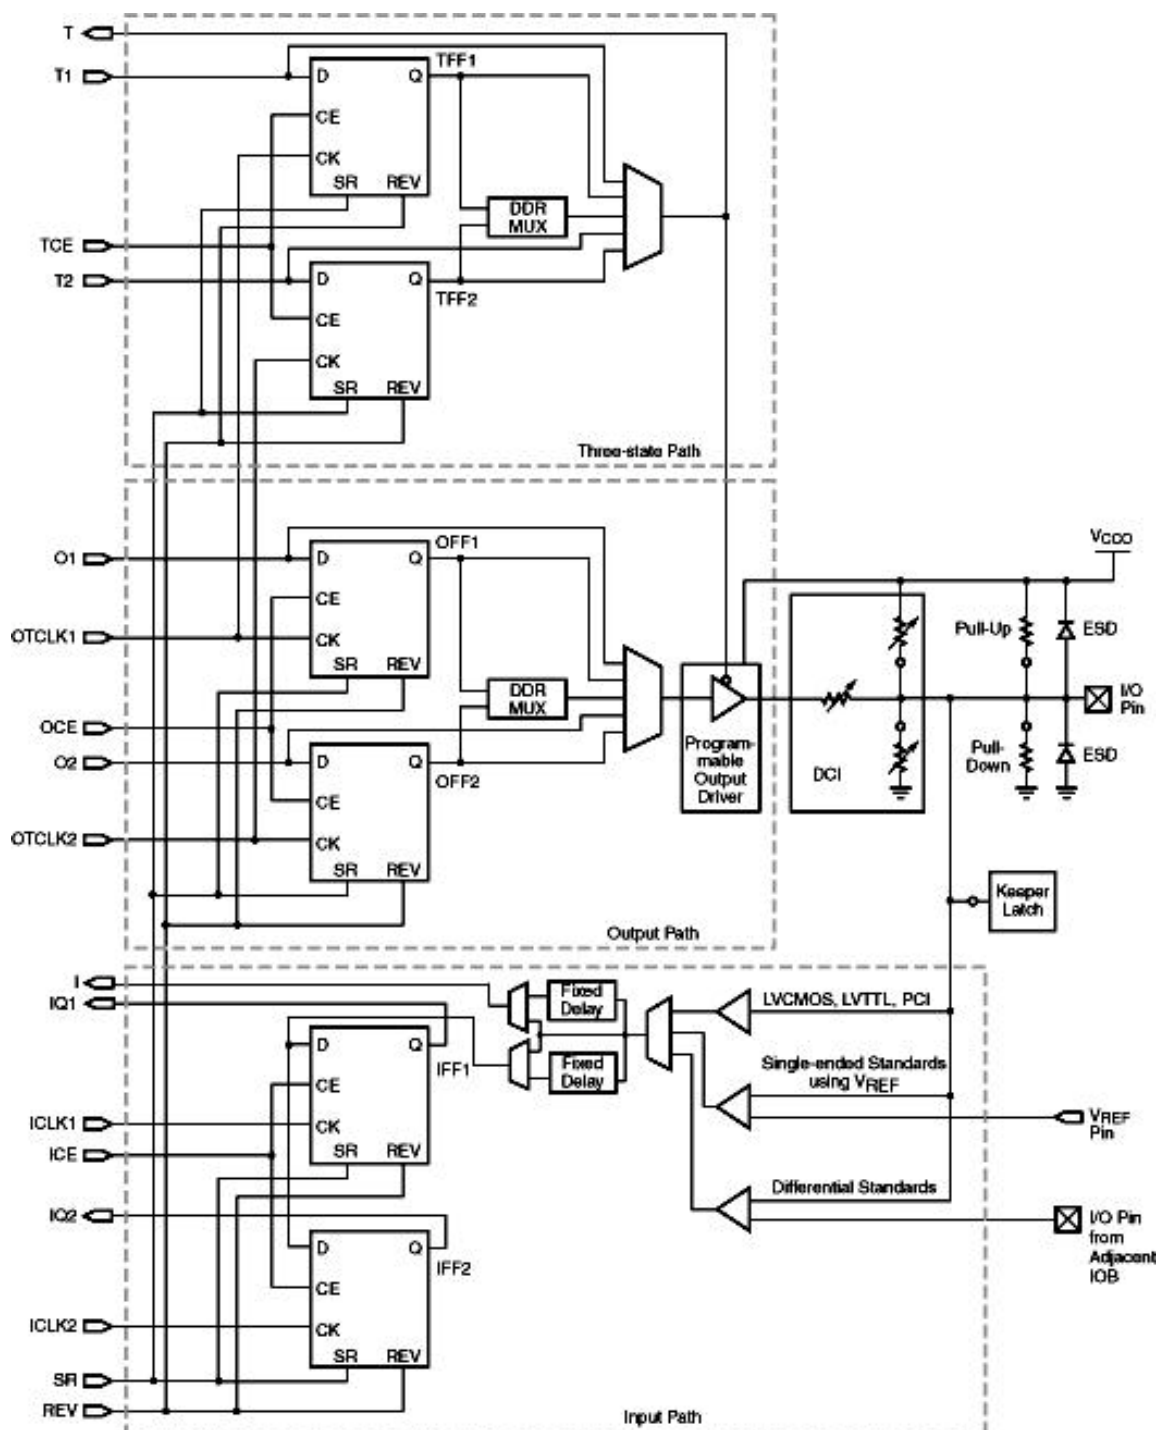 T
TFF1
T1
D Q
CE
CK
SR REV
DDR
MUX
TCE
T2
D Q
TFF2
CE
CK
SR REV
Three-state Path
OFF1
O1
D Q
VCCO
CE
Pull-Up
ESD
OTCLK1
CK
SR REV
DDR
MUX
I/O
Pin
OCE
O2
D Q
OFF2
Program-
mable
Output
Driver
DCI
Pull-
Down
ESD
CE
OTCLK2
CK
SR REV
Keeper
Latch
Output Path
I
IQ1
Fixed
Delay
LVCMOS, LVTTL, PCI
D Q
IFF1
Fixed
Delay
Single-ended Standards
using VREF
CE
ICLK1
CK
VREF
Pin
ICE
SR REV
Differential Standards
IQ2
I/O Pin
from
Adjacent
IOB
D Q
IFF2
CE
ICLK2
CK
SR REV
SR
REV
Input Path